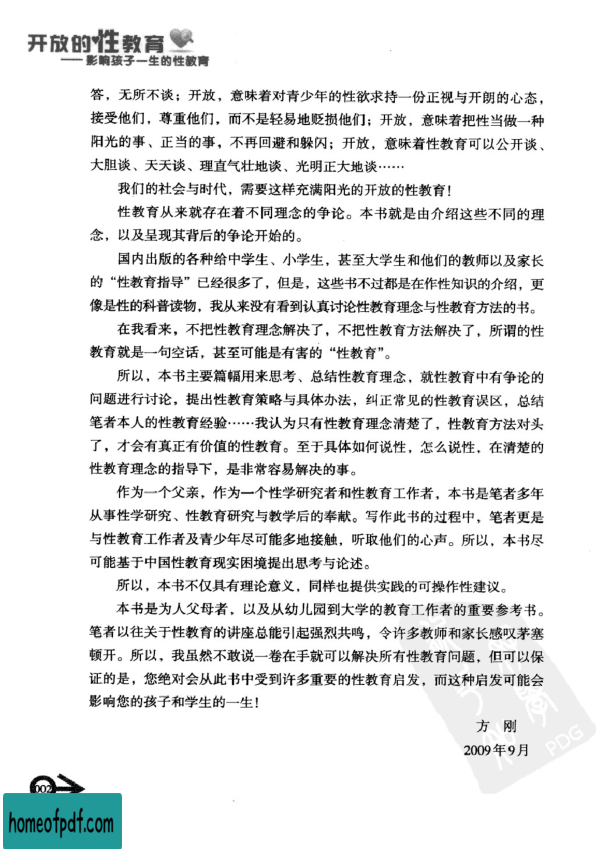 开放的性教育
——影响孩子一生的性教育
答，无所不谈；开放，意味着对青少年的性欲求持一份正视与开朗的心态，
接受他们，尊重他们，而不是轻易地贬损他们；开放，意味着把性当做一种
阳光的事、正当的事，不再回避和躲闪；开放，意味着性教育可以公开谈、
大胆谈、天天谈、理直气壮地谈、光明正大地谈……
我们的社会与时代，需要这样充满阳光的开放的性教育！
性教育从来就存在着不同理念的争论。本书就是由介绍这些不同的理
念，以及呈现其背后的争论开始的。
国内出版的各种给中学生、小学生，甚至大学生和他们的教师以及家长
的“性教育指导”已经很多了，但是，这些书不过都是在作性知识的介绍，更
像是性的科普读物，我从来没有看到认真讨论性教育理念与性教育方法的书。
在我看来，不把性教育理念解决了，不把性教育方法解决了，所谓的性
教育就是一句空话，甚至可能是有害的“性教育”。
所以，本书主要篇幅用来思考、总结性教育理念，就性教育中有争论的
问题进行讨论，提出性教育策略与具体办法，纠正常见的性教育误区，总结
笔者本人的性教育经验……我认为只有性教育理念清楚了，性教育方法对头
了，才会有真正有价值的性教育。至于具体如何说性，怎么说性，在清楚的
性教育理念的指导下，是非常容易解决的事。
作为一个父亲，作为一个性学研究者和性教育工作者，本书是笔者多年
从事性学研究、性教育研究与教学后的奉献。写作此书的过程中，笔者更是
与性教育工作者及青少年尽可能多地接触，听取他们的心声。所以，本书尽
可能基于中国性教育现实困境提出思考与论述。
所以，本书不仅具有理论意义，同样也提供实践的可操作性建议。
本书是为人父母者，以及从幼儿园到大学的教育工作者的重要参考书。
笔者以往关于性教育的讲座总能引起强烈共鸣，令许多教师和家长感叹茅塞
顿开。所以，我虽然不敢说一卷在手就可以解决所有性教育问题，但可以保
证的是，您绝对会从此书中受到许多重要的性教育启发，而这种启发可能会
影响您的孩子和学生的一生！
方 刚
2009年9月
PDG
002
homeofpdf.com